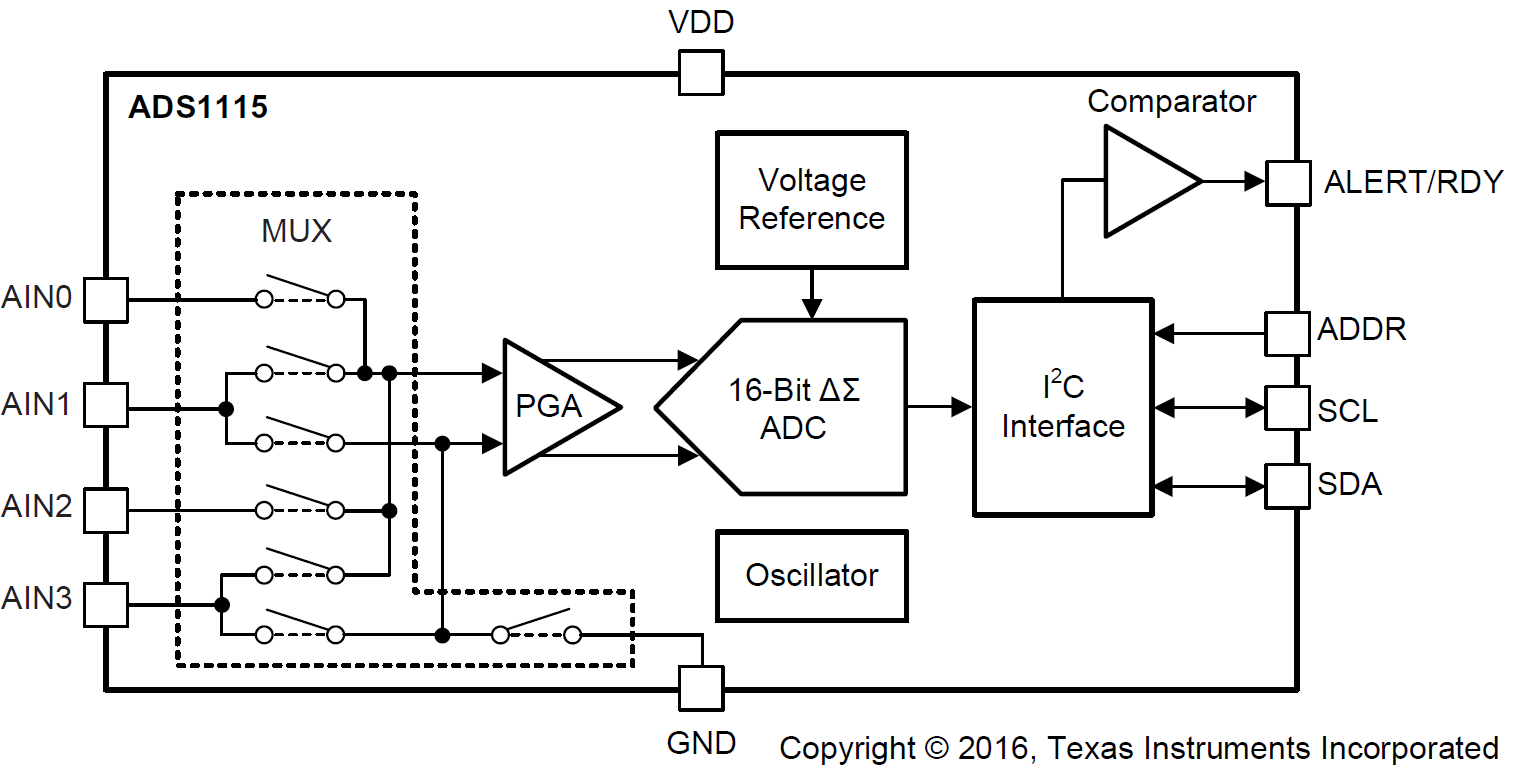 VDD
ADS1115
Comparator
Voltage
Reference
ALERT/RDY
MUX
AIN0
ADDR
AIN1
PGA
16-Bit ΔΣ
ADC
I²C
Interface
SCL
AIN2
SDA
AIN3
Oscillator
GND
Copyright © 2016, Texas Instruments Incorporated